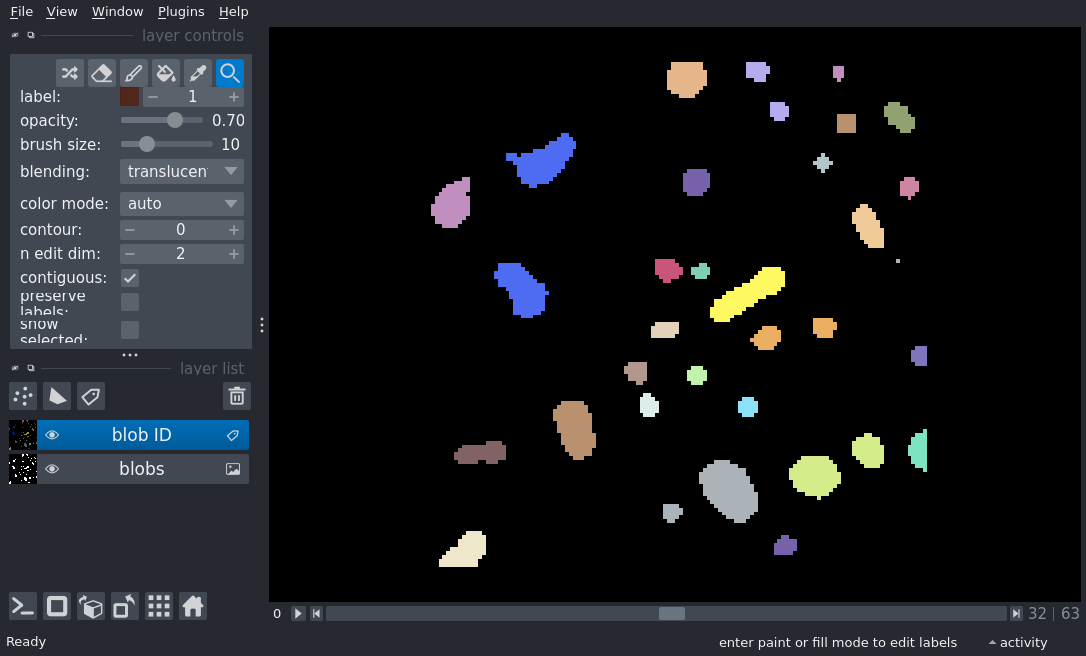 File View Window Plugins Help
layer controls
label: 1
opacity: 0.70
brush size: 10
blending: translucen
color mode: auto
contour: 0
n edit dim: 2
contiguous:
preserve
labels:
show
selected:
layer list
blob ID
blobs
0 32 | 63
Ready enter paint or fill mode to edit labels activity